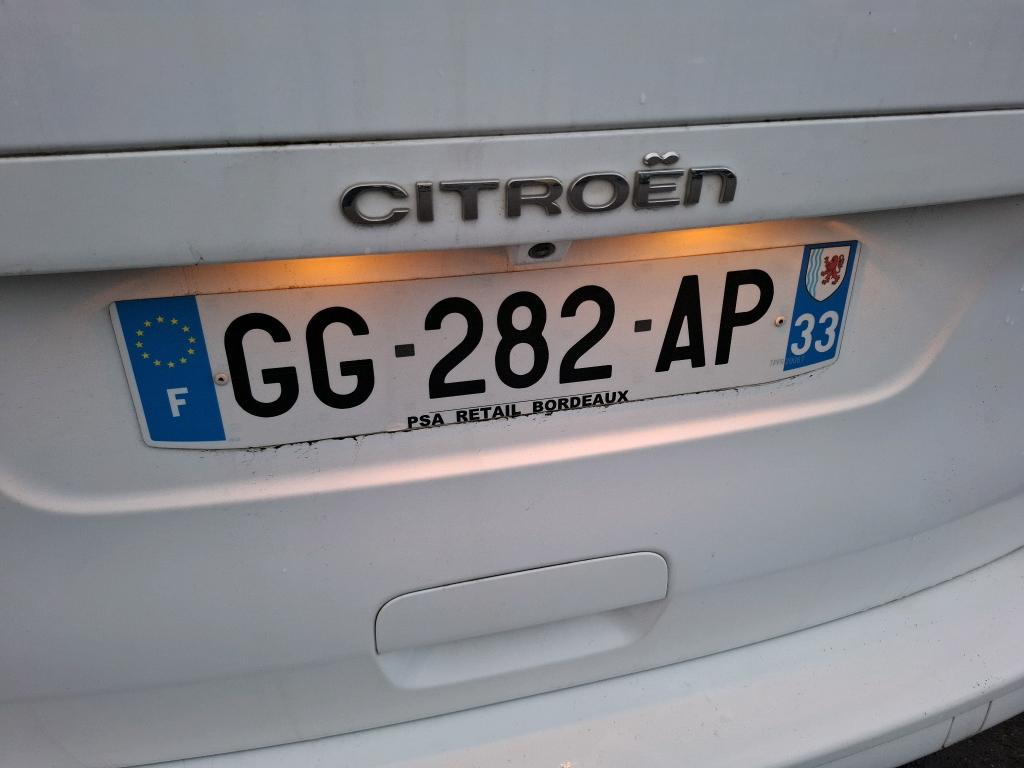 CITROËN
F GG-282-AP 33
PSA RETAIL BORDEAUX